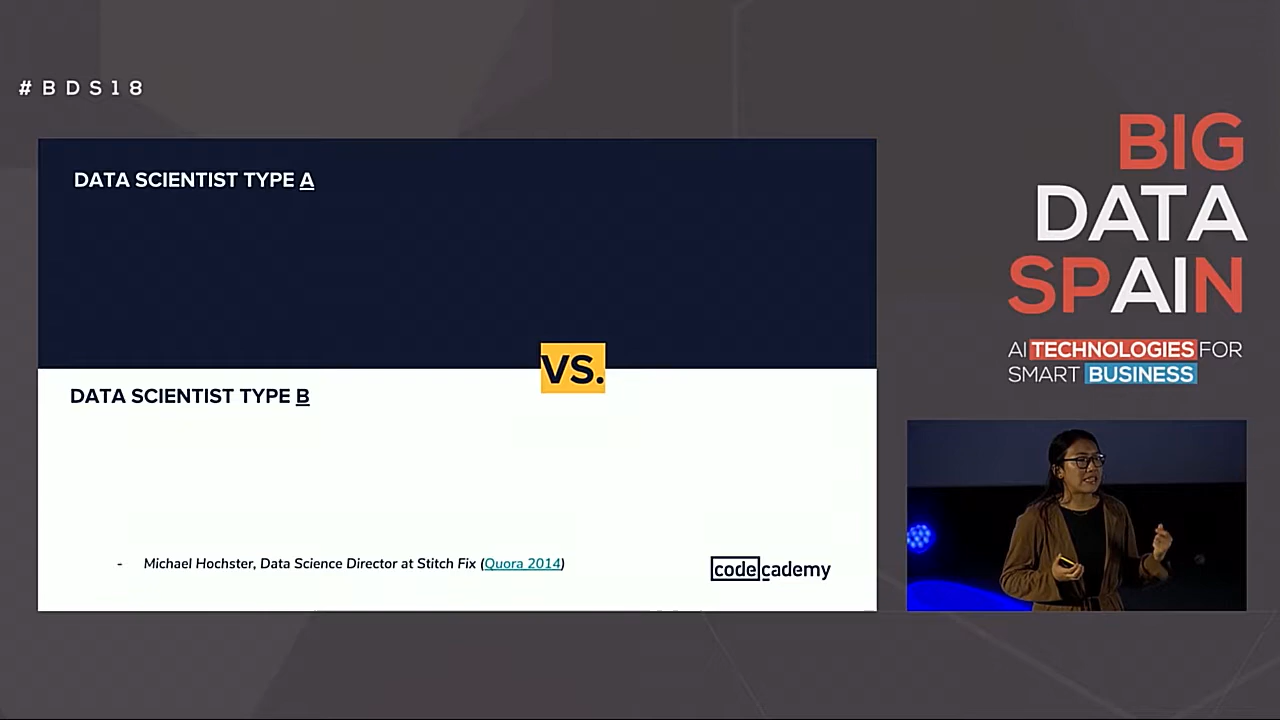 #BDS18
DATA SCIENTIST TYPE A
VS.
DATA SCIENTIST TYPE B
- Michael Hochster, Data Science Director at Stitch Fix (Quora 2014)
codecademy
BIG
DATA
SPAIN
AI TECHNOLOGIES FOR
SMART BUSINESS